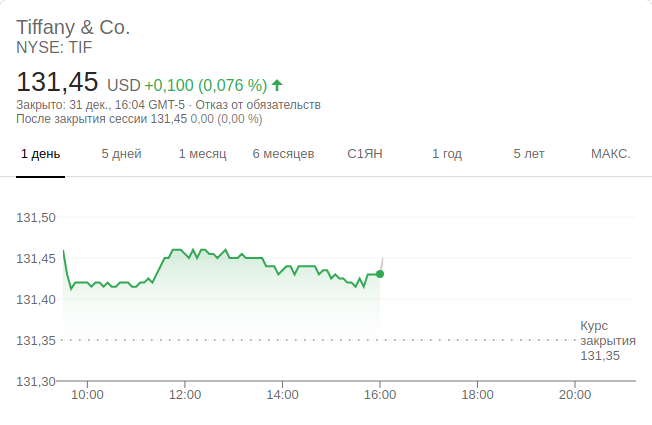 Tiffany & Co.
NYSE: TIF
131,45 USD +0,100 (0,076 %)
Закрыто: 31 дек., 16:04 GMT-5 · Отказ от обязательств
После закрытия сессии 131,45 0,00 (0,00 %)
1 день 5 дней 1 месяц 6 месяцев С1ЯН 1 год 5 лет МАКС.
131,50
131,45
131,40
Курс
131,35 закрытия
131,35
131,30
10:00 12:00 14:00 16:00 18:00 20:00